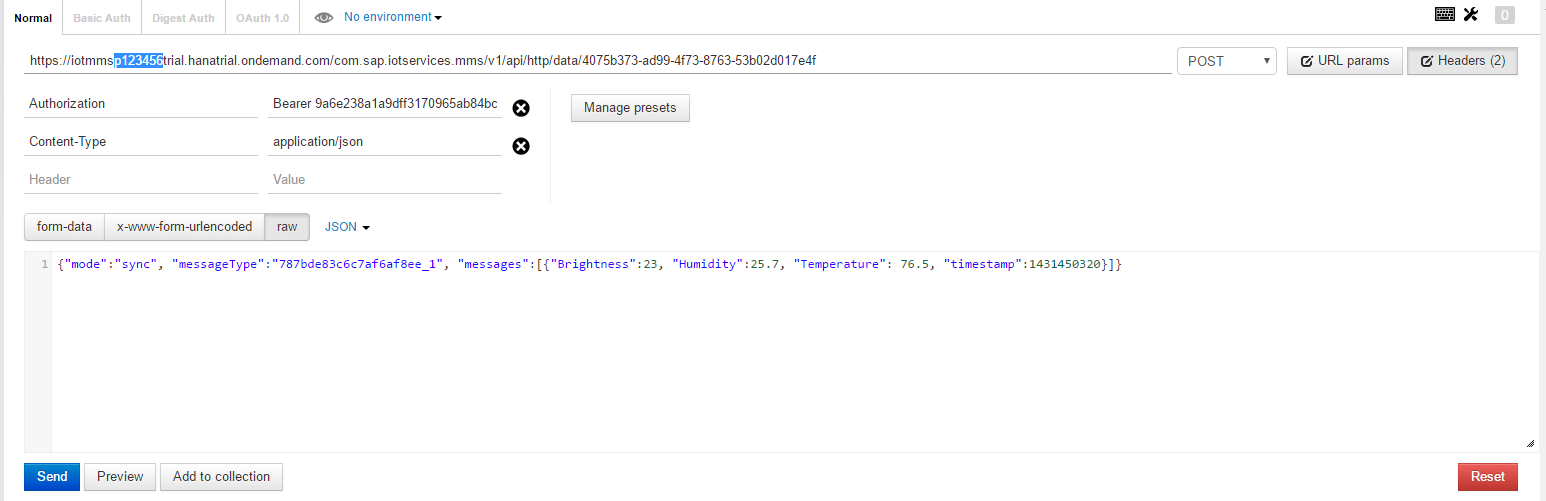 Normal Basic Auth Digest Auth OAuth 1.0 No environment 0
https://iotmmsp123456trial.hanatrial.ondemand.com/com.sap.iotservices.mms/v1/api/http/data/4075b373-ad99-4f73-8763-53b02d017e4f POST URL params Headers (2)
Authorization Bearer 9a6e238a1a9dff3170965ab84bc Manage presets
Content-Type application/json
Header Value
form-data x-www-form-urlencoded raw JSON
1 {"mode":"sync", "messageType":"787bde83c6c7af6af8ee_1", "messages":[{"Brightness":23, "Humidity":25.7, "Temperature": 76.5, "timestamp":1431450320}]}
Send Preview Add to collection Reset